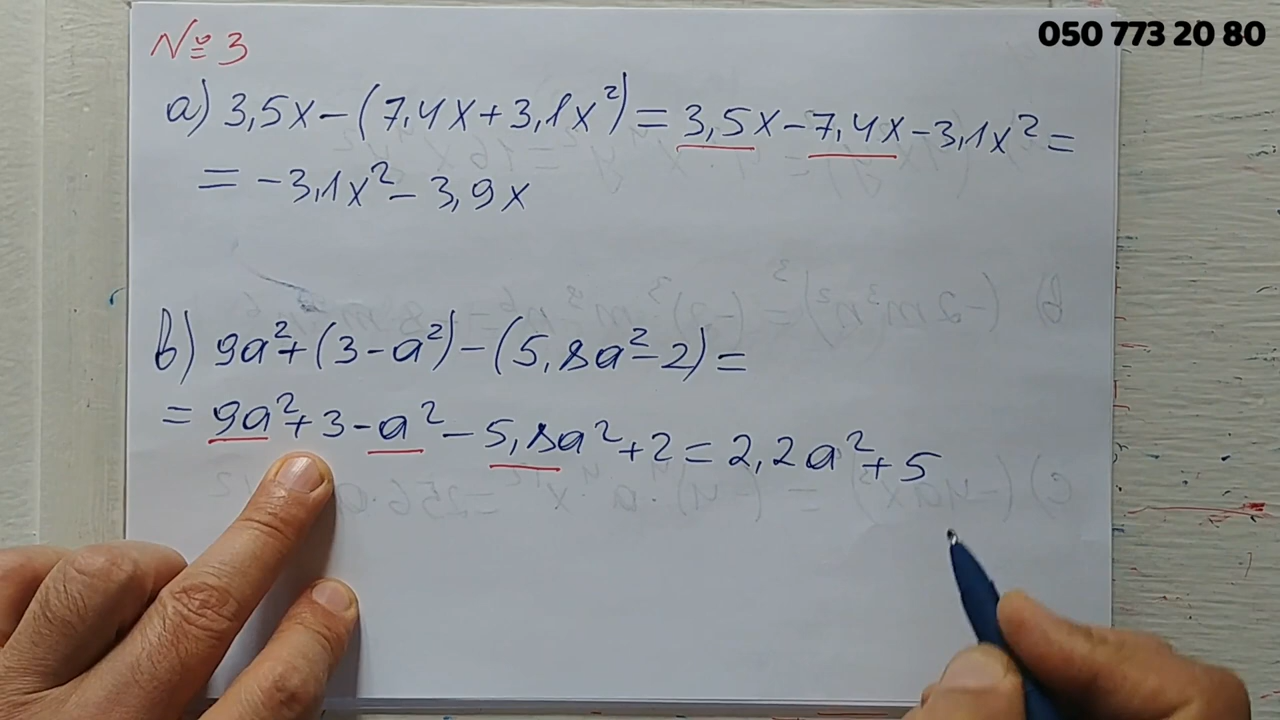 050 773 20 80
№ 3
a) 3,5x - (7,4x + 3,1x²) = 3,5x - 7,4x - 3,1x² =
= -3,1x² - 3,9x
b) 9a² + (3 - a²) - (5,8a² - 2) =
= 9a² + 3 - a² - 5,8a² + 2 = 2,2a² + 5